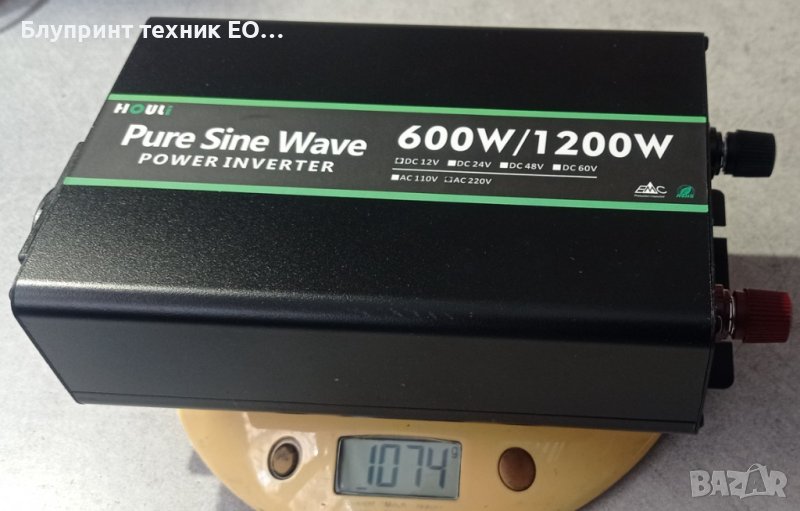 Блупринт техник ЕО...
HOULI
Pure Sine Wave
POWER INVERTER
600W/1200W
DC 12V DC 24V DC 48V DC 60V
AC 110V AC 220V
EMC
1074 g
BAZAR